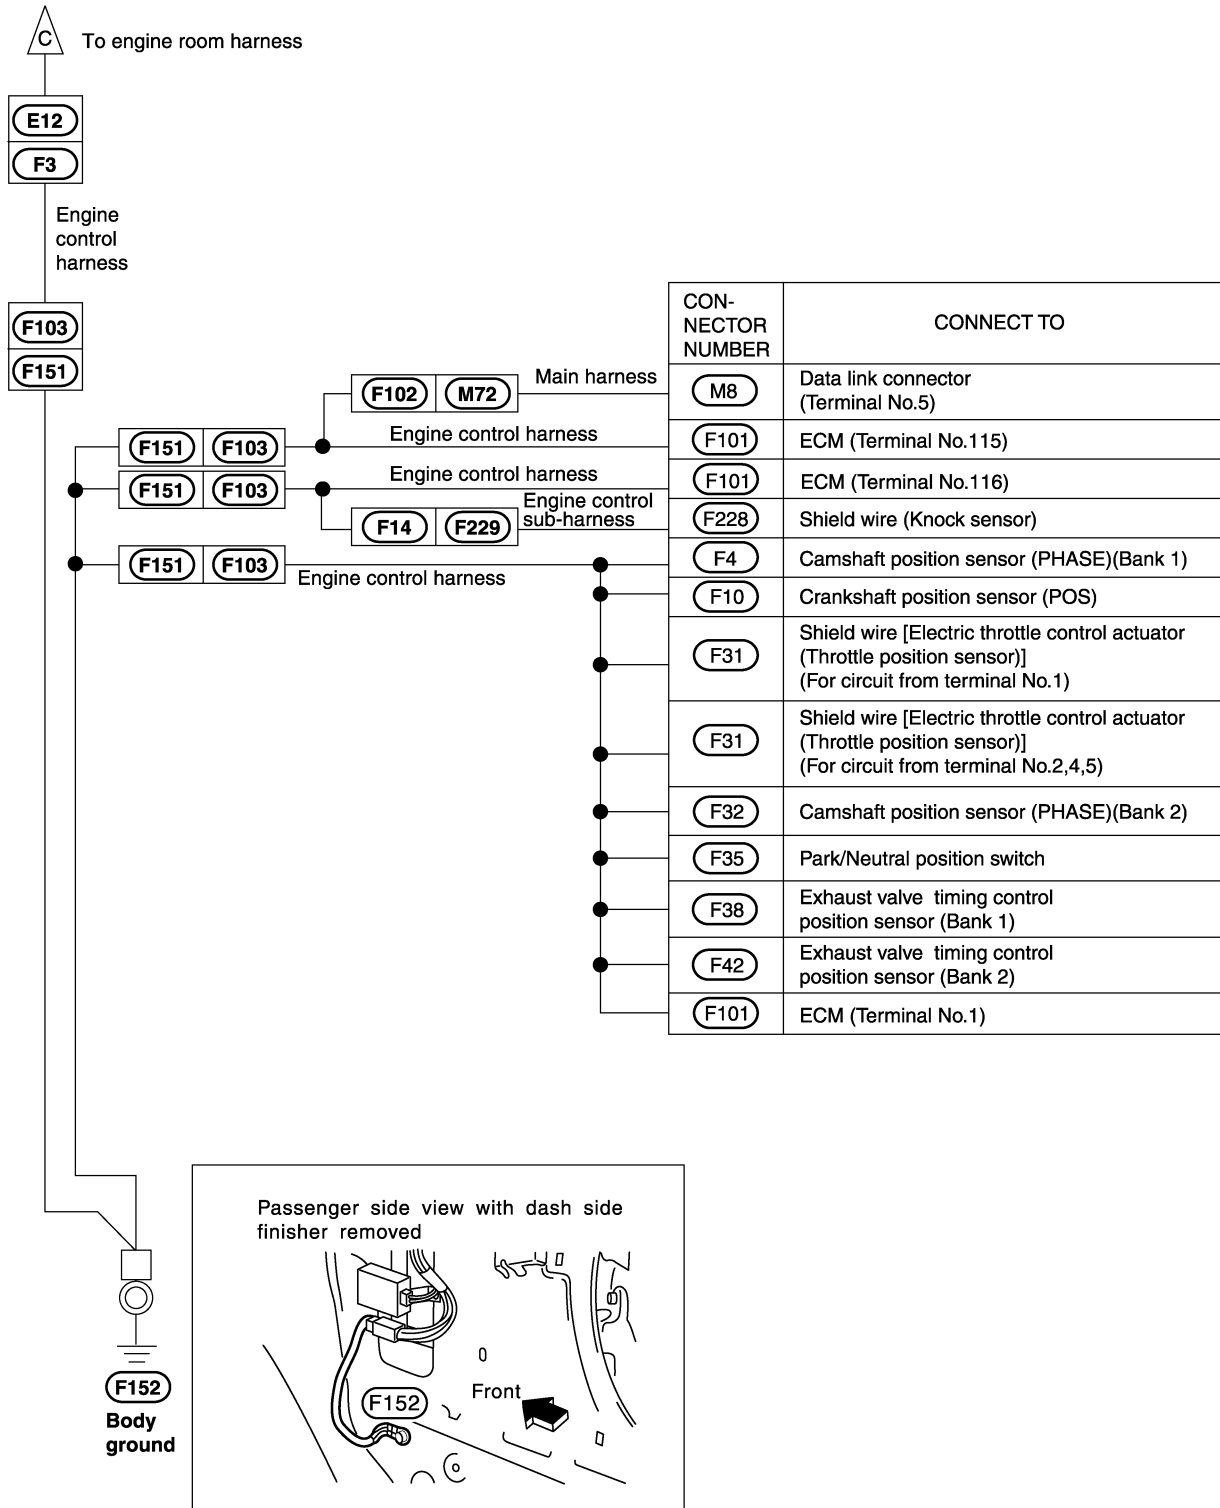 C
To engine room harness
E12
F3
Engine
control
harness
F103
F151
CON-
NECTOR
NUMBER
CONNECT TO
F102
M72
Main harness
M8
Data link connector
(Terminal No.5)
F151
F103
Engine control harness
F101
ECM (Terminal No.115)
F151
F103
Engine control harness
F101
ECM (Terminal No.116)
F14
F229
Engine control
sub-harness
F228
Shield wire (Knock sensor)
F151
F103
Engine control harness
F4
Camshaft position sensor (PHASE)(Bank 1)
F10
Crankshaft position sensor (POS)
F31
Shield wire [Electric throttle control actuator
(Throttle position sensor)]
(For circuit from terminal No.1)
F31
Shield wire [Electric throttle control actuator
(Throttle position sensor)]
(For circuit from terminal No.2,4,5)
F32
Camshaft position sensor (PHASE)(Bank 2)
F35
Park/Neutral position switch
F38
Exhaust valve timing control
position sensor (Bank 1)
F42
Exhaust valve timing control
position sensor (Bank 2)
F101
ECM (Terminal No.1)
F152
Body
ground
Passenger side view with dash side
finisher removed
F152
Front